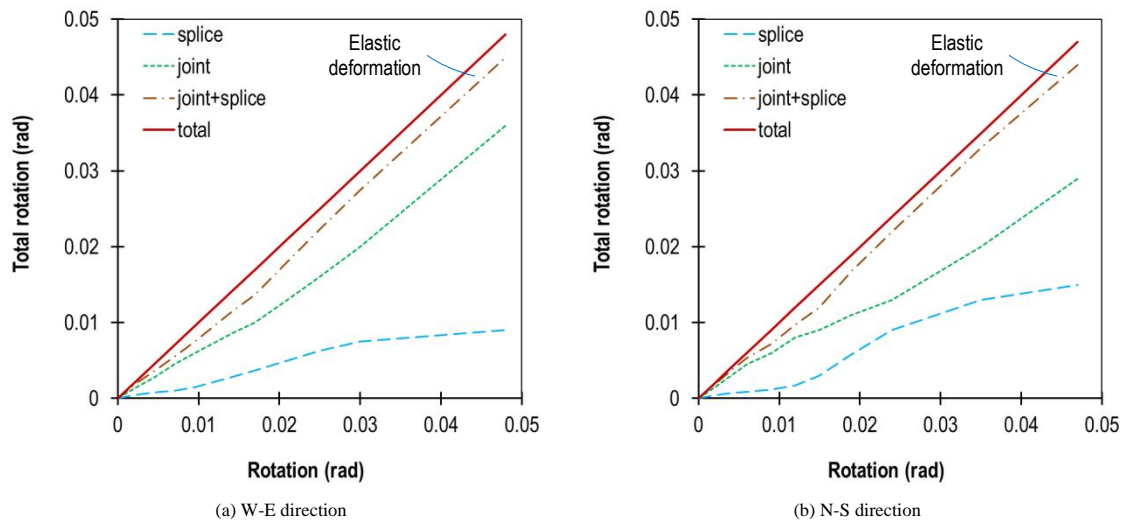 0.05
0.04
0.03
0.02
0.01
0
Total rotation (rad)
splice
joint
joint+splice
total
Elastic
deformation
0
0.01
0.02
0.03
0.04
0.05
Rotation (rad)
(a) W-E direction
0.05
0.04
0.03
0.02
0.01
0
Total rotation (rad)
splice
joint
joint+splice
total
Elastic
deformation
0
0.01
0.02
0.03
0.04
0.05
Rotation (rad)
(b) N-S direction